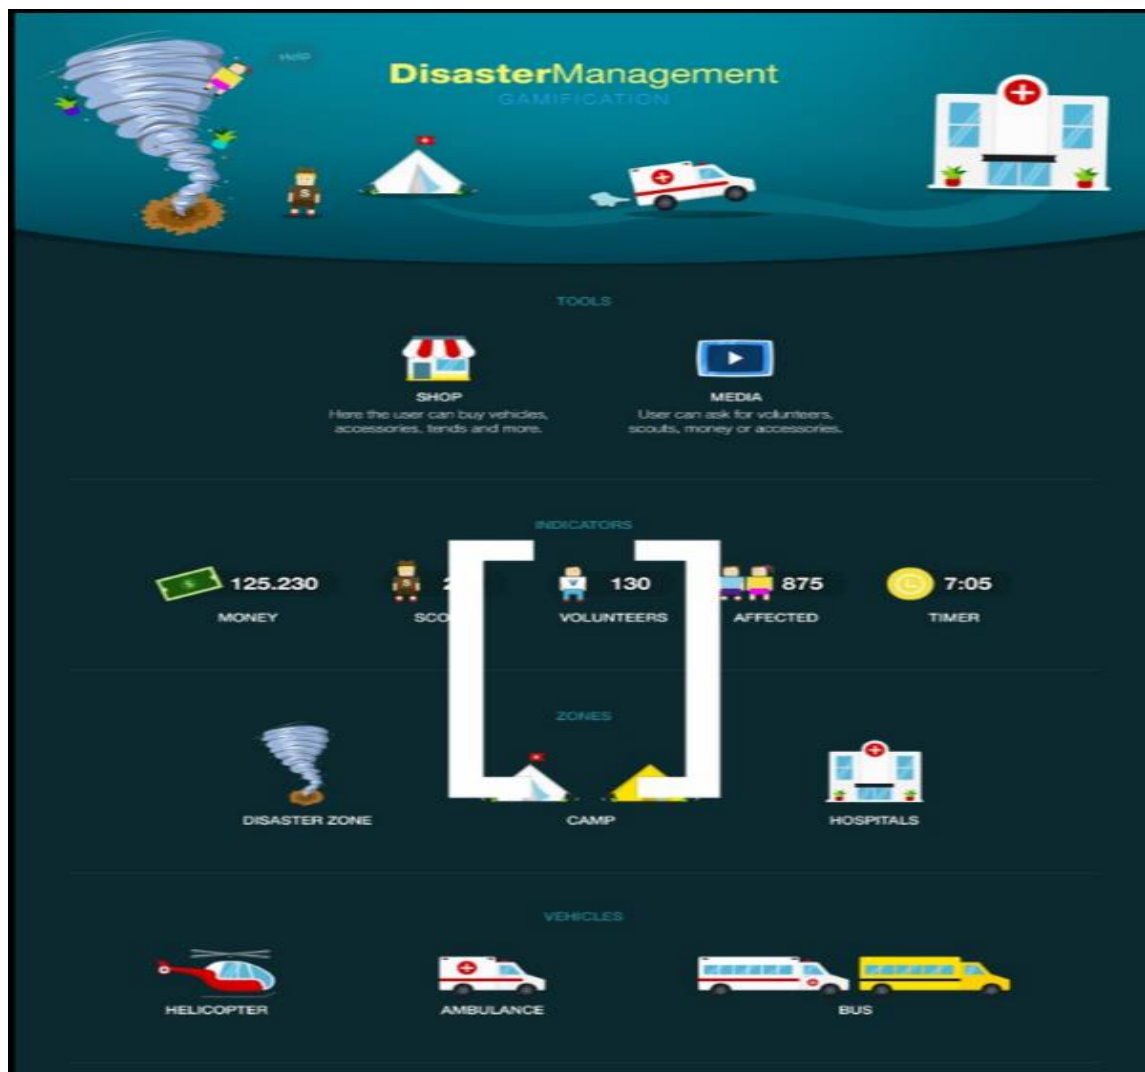 Help
DisasterManagement
GAMIFICATION
TOOLS
SHOP
Here the user can buy vehicles,
accessories, tends and more.
MEDIA
User can ask for volunteers,
scouts, money or accessories.
INDICATORS
125.230
130
875
7:05
MONEY
VOLUNTEERS
AFFECTED
TIMER
ZONES
DISASTER ZONE
CAMP
HOSPITALS
VEHICLES
HELICOPTER
AMBULANCE
BUS